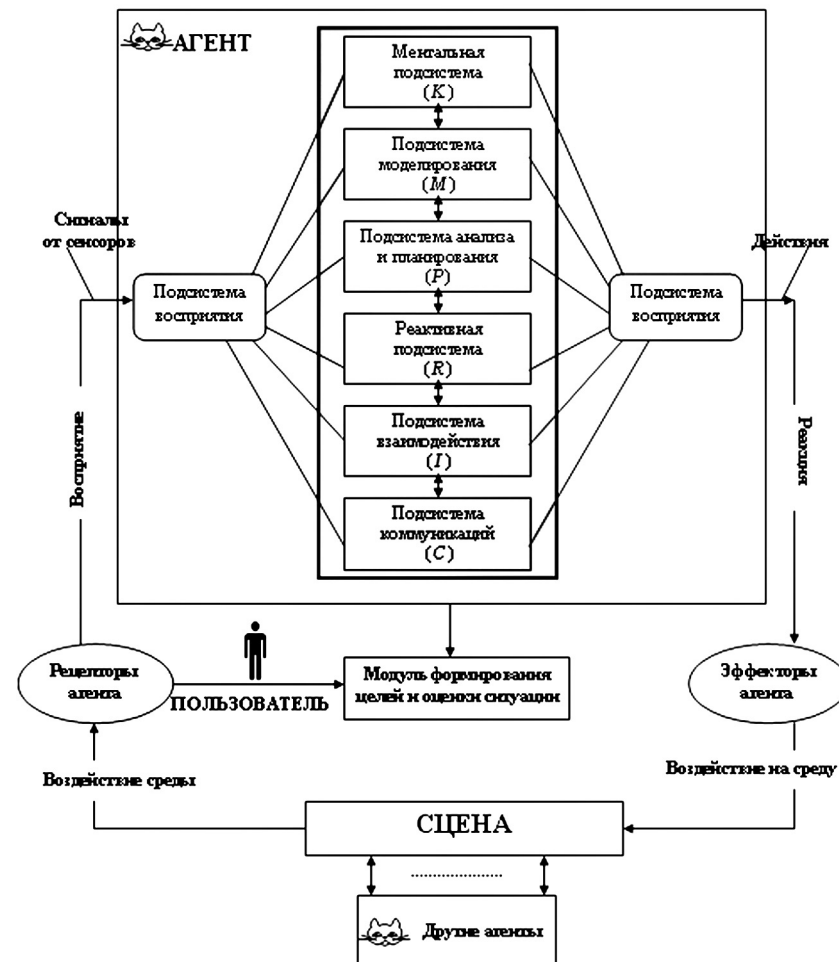 АГЕНТ
Ментальная
подсистема
(K)
Подсистема
моделирования
(M)
Сигналы
от сенсоров
Подсистема анализа
и планирования
(P)
Действия
Подсистема
восприятия
Подсистема
восприятия
Реактивная
подсистема
(R)
Восприятие
Реакция
Подсистема
взаимодействия
(I)
Подсистема
коммуникаций
(C)
Рецепторы
агента
ПОЛЬЗОВАТЕЛЬ
Модуль формирования
целей и оценки ситуации
Эффекторы
агента
Воздействие среды
Воздействие на среду
СЦЕНА
....................
Другие агенты